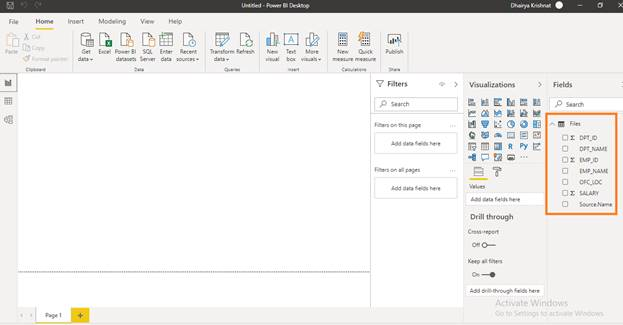 Untitled - Power BI Desktop
Dhairya Krishnat
File
Home
Insert
Modeling
View
Help
Paste
Cut
Copy
Format painter
Clipboard
Get data
Excel
Power BI datasets
SQL Server
Enter data
Recent sources
Data
Transform data
Refresh
Queries
New visual
Text box
More visuals
Insert
New measure
Quick measure
Calculations
Publish
Share
Filters
Search
Filters on this page
...
Add data fields here
Filters on all pages
...
Add data fields here
Visualizations
R
Py
...
Values
Add data fields here
Drill through
Cross-report
Off
Keep all filters
On
Add drill-through fields here
Fields
Search
Files
Σ DPT_ID
DPT_NAME
Σ EMP_ID
EMP_NAME
OFC_LOC
Σ SALARY
Source.Name
Activate Windows
Go to Settings to activate Windows.
Page 1
+